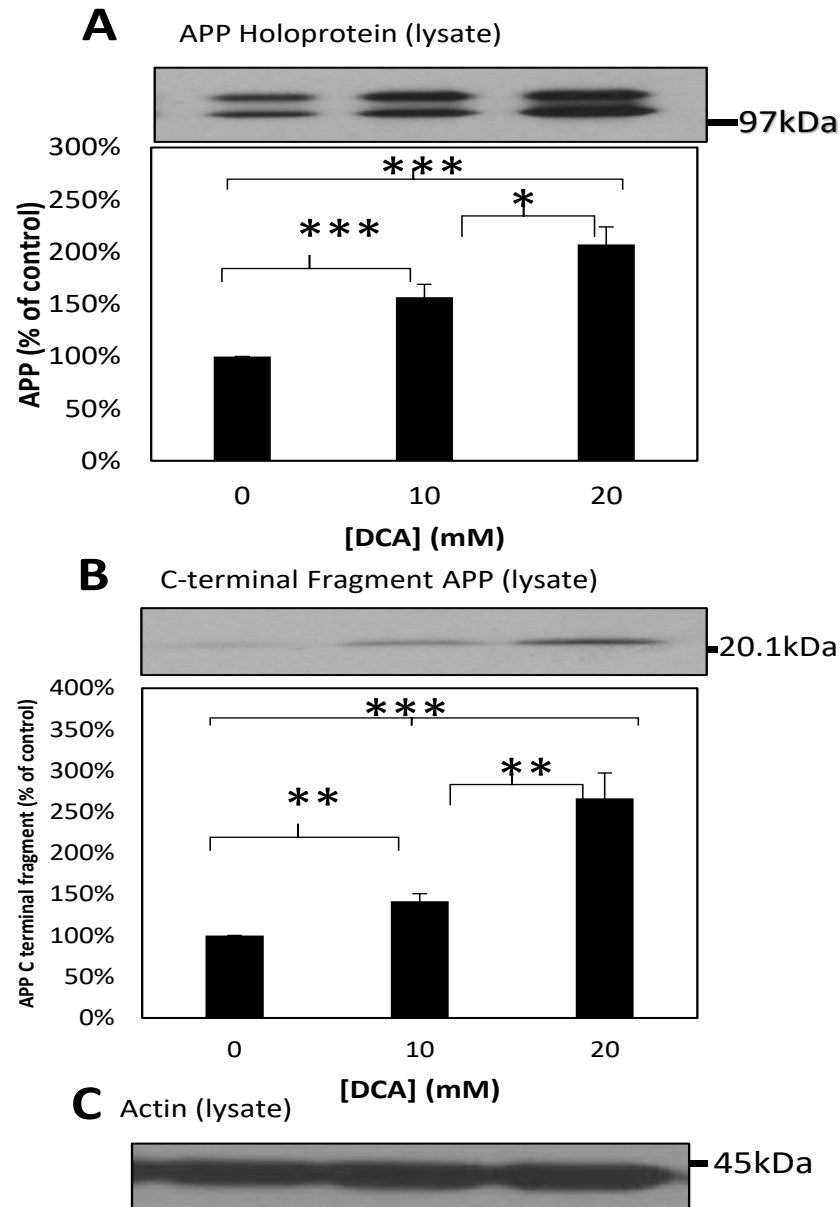 A APP Holoprotein (lysate)
97kDa
300%
250%
200%
150%
100%
50%
0%
APP (% of control)
***
***
*
0 10 20
[DCA] (mM)
B C-terminal Fragment APP (lysate)
20.1kDa
400%
350%
300%
250%
200%
150%
100%
50%
0%
APP C terminal fragment (% of control)
***
**
**
0 10 20
[DCA] (mM)
C Actin (lysate)
45kDa